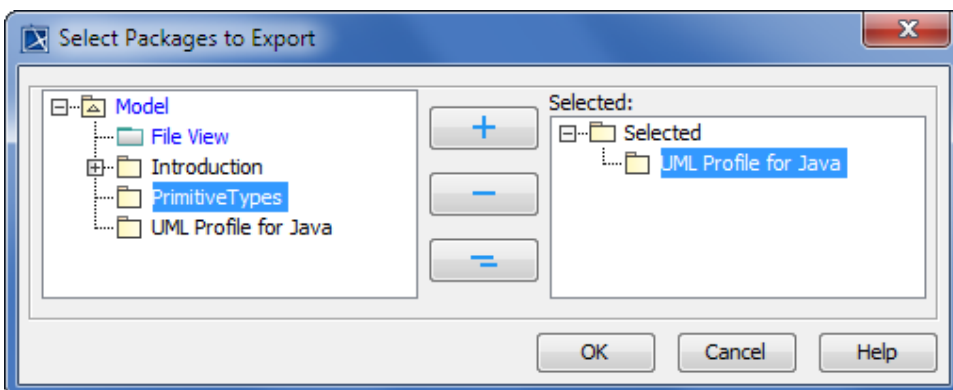 Select Packages to Export
Model
File View
Introduction
PrimitiveTypes
UML Profile for Java
Selected:
Selected
UML Profile for Java
OK
Cancel
Help